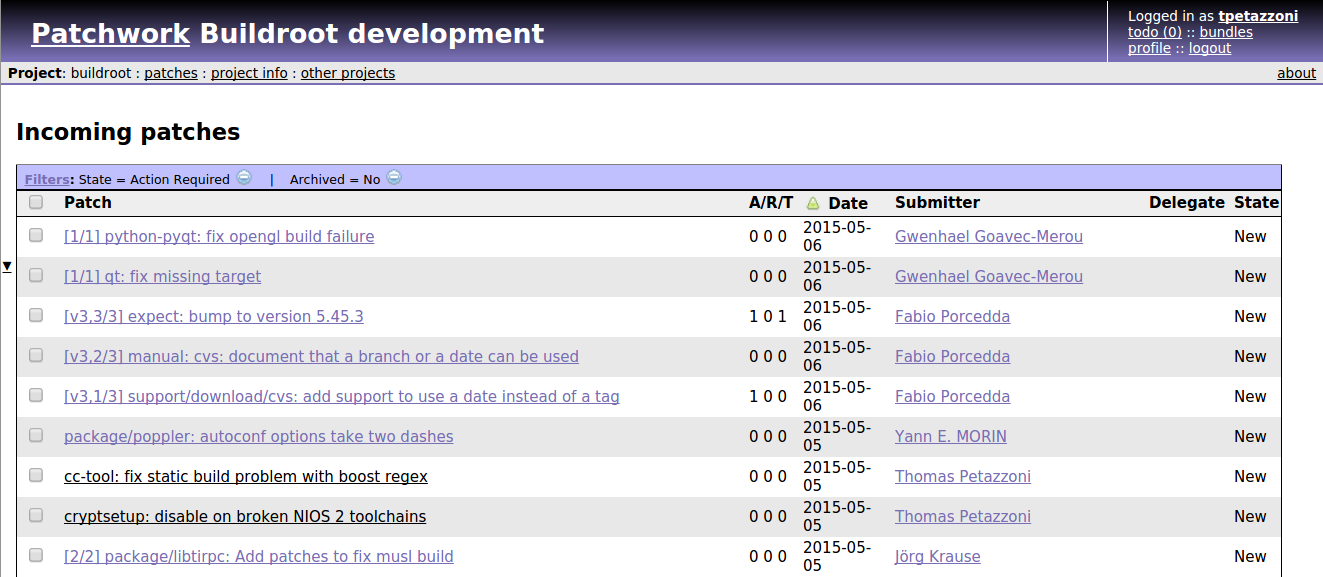 Patchwork Buildroot development
Logged in as tpetazzoni
todo (0) :: bundles
profile :: logout
Project: buildroot : patches : project info : other projects
about
Incoming patches
Filters: State = Action Required | Archived = No
Patch A/R/T Date Submitter Delegate State
[1/1] python-pyqt: fix opengl build failure 0 0 0 2015-05-
06 Gwenhael Goavec-Merou New
[1/1] qt: fix missing target 0 0 0 2015-05-
06 Gwenhael Goavec-Merou New
[v3,3/3] expect: bump to version 5.45.3 1 0 1 2015-05-
06 Fabio Porcedda New
[v3,2/3] manual: cvs: document that a branch or a date can be used 0 0 0 2015-05-
06 Fabio Porcedda New
[v3,1/3] support/download/cvs: add support to use a date instead of a tag 1 0 0 2015-05-
06 Fabio Porcedda New
package/poppler: autoconf options take two dashes 0 0 0 2015-05-
05 Yann E. MORIN New
cc-tool: fix static build problem with boost regex 0 0 0 2015-05-
05 Thomas Petazzoni New
cryptsetup: disable on broken NIOS 2 toolchains 0 0 0 2015-05-
05 Thomas Petazzoni New
[2/2] package/libtirpc: Add patches to fix musl build 0 0 0 2015-05-
05 Jörg Krause New